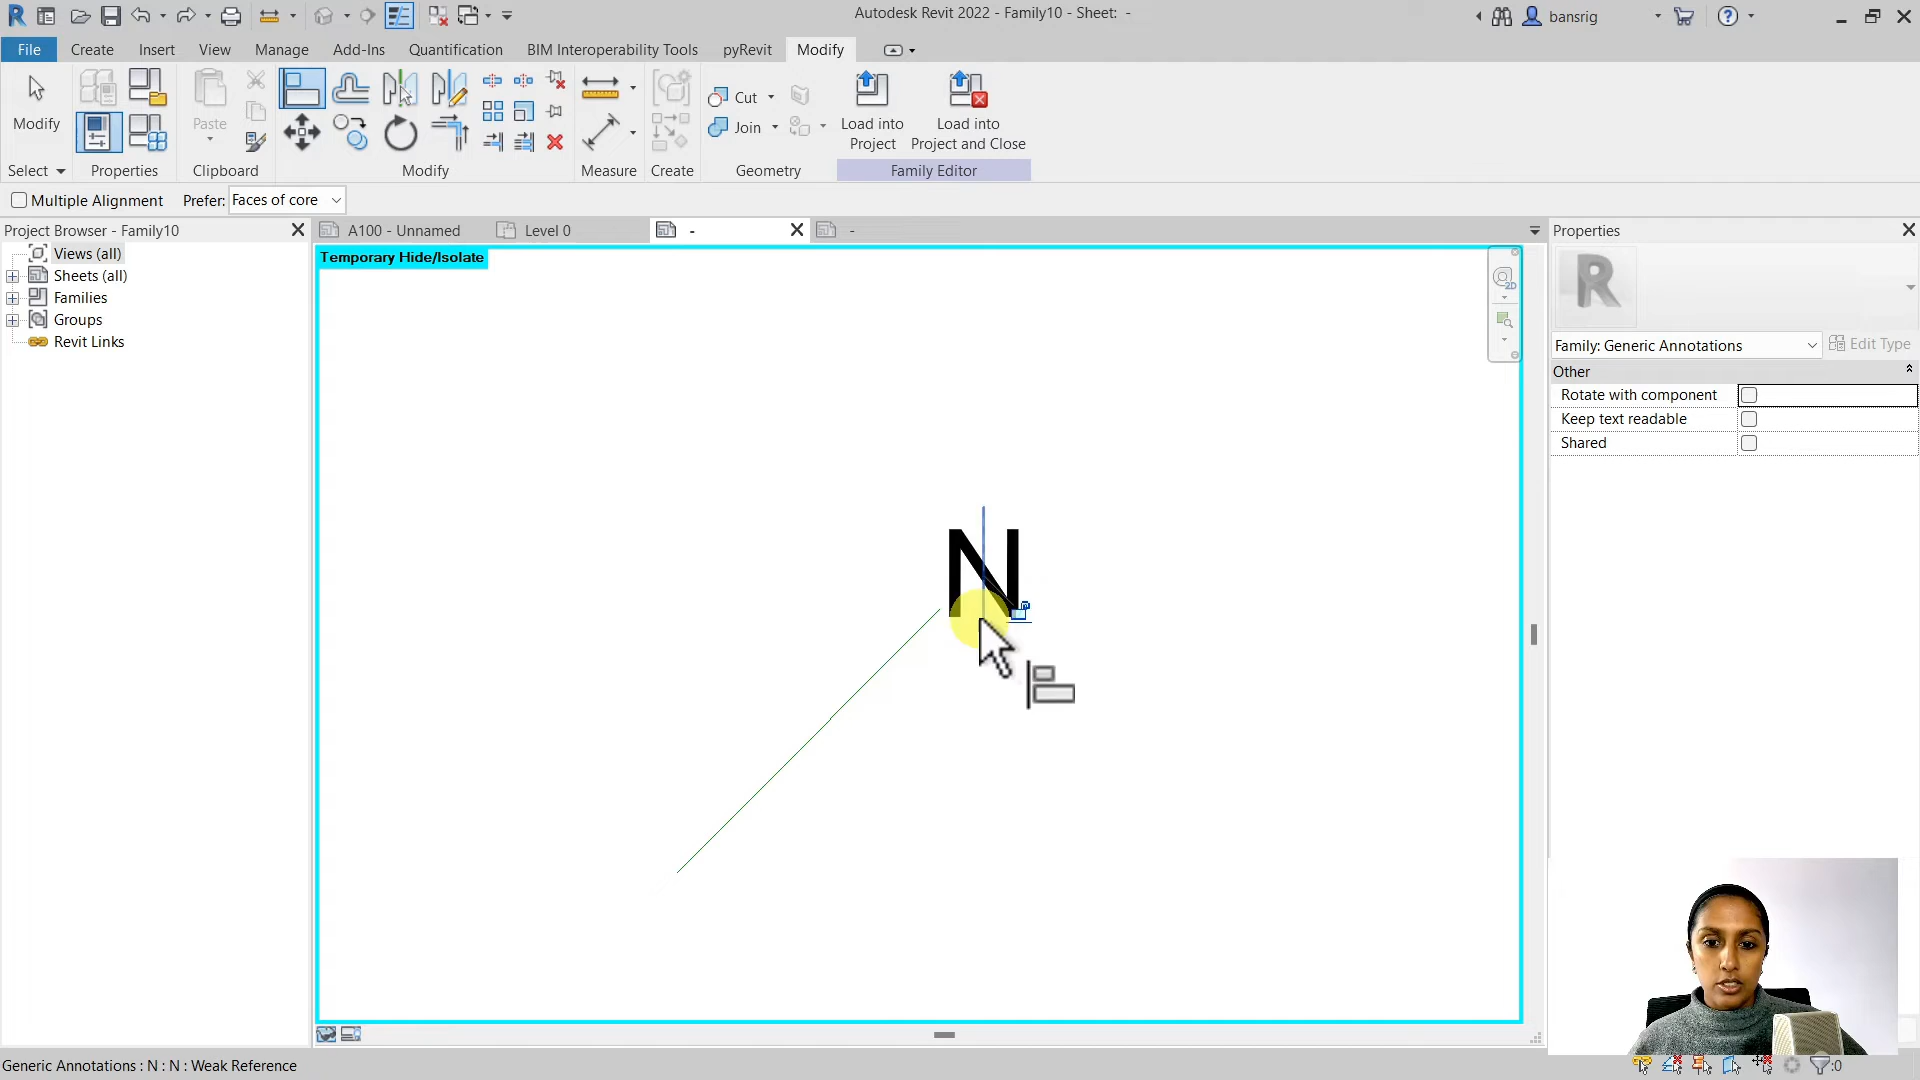 Autodesk Revit 2022 - Family10 - Sheet: -
bansrig
File
Create
Insert
View
Manage
Add-Ins
Quantification
BIM Interoperability Tools
pyRevit
Modify
Modify
Paste
Cut
Join
Load into
Project
Load into
Project and Close
Select
Properties
Clipboard
Modify
Measure
Create
Geometry
Family Editor
Multiple Alignment
Prefer:
Faces of core
Project Browser - Family10
A100 - Unnamed
Level 0
-
-
Properties
Views (all)
Sheets (all)
Families
Groups
Revit Links
Temporary Hide/Isolate
2D
R
Family: Generic Annotations
Edit Type
Other
Rotate with component
Keep text readable
Shared
N
Generic Annotations : N : N : Weak Reference
:0